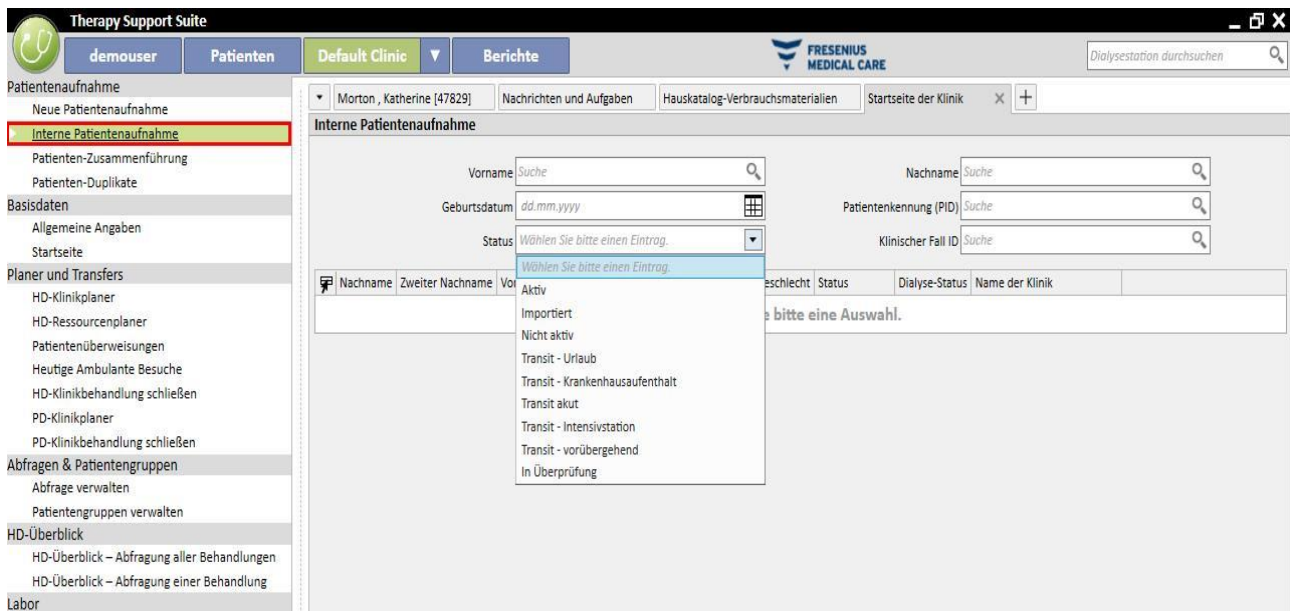 Therapy Support Suite
demouser
Patienten
Default Clinic
Berichte
FRESENIUS
MEDICAL CARE
Dialysestation durchsuchen
Patientenaufnahme
Neue Patientenaufnahme
Interne Patientenaufnahme
Patienten-Zusammenführung
Patienten-Duplikate
Basisdaten
Allgemeine Angaben
Startseite
Planer und Transfers
HD-Klinikplaner
HD-Ressourcenplaner
Patientenüberweisungen
Heutige Ambulante Besuche
HD-Klinikbehandlung schließen
PD-Klinikplaner
PD-Klinikbehandlung schließen
Abfragen & Patientengruppen
Abfrage verwalten
Patientengruppen verwalten
HD-Überblick
HD-Überblick – Abfragung aller Behandlungen
HD-Überblick – Abfragung einer Behandlung
Labor
Morton , Katherine [47829]
Nachrichten und Aufgaben
Hauskatalog-Verbrauchsmaterialien
Startseite der Klinik
Interne Patientenaufnahme
Vorname Suche
Nachname Suche
Geburtsdatum dd.mm.yyyy
Patientenkennung (PID) Suche
Status Wählen Sie bitte einen Eintrag.
Klinischer Fall ID Suche
Wählen Sie bitte einen Eintrag.
Aktiv
Importiert
Nicht aktiv
Transit - Urlaub
Transit - Krankenhausaufenthalt
Transit akut
Transit - Intensivstation
Transit - vorübergehend
In Überprüfung
Nachname Zweiter Nachname Vo eschlecht Status Dialyse-Status Name der Klinik
e bitte eine Auswahl.